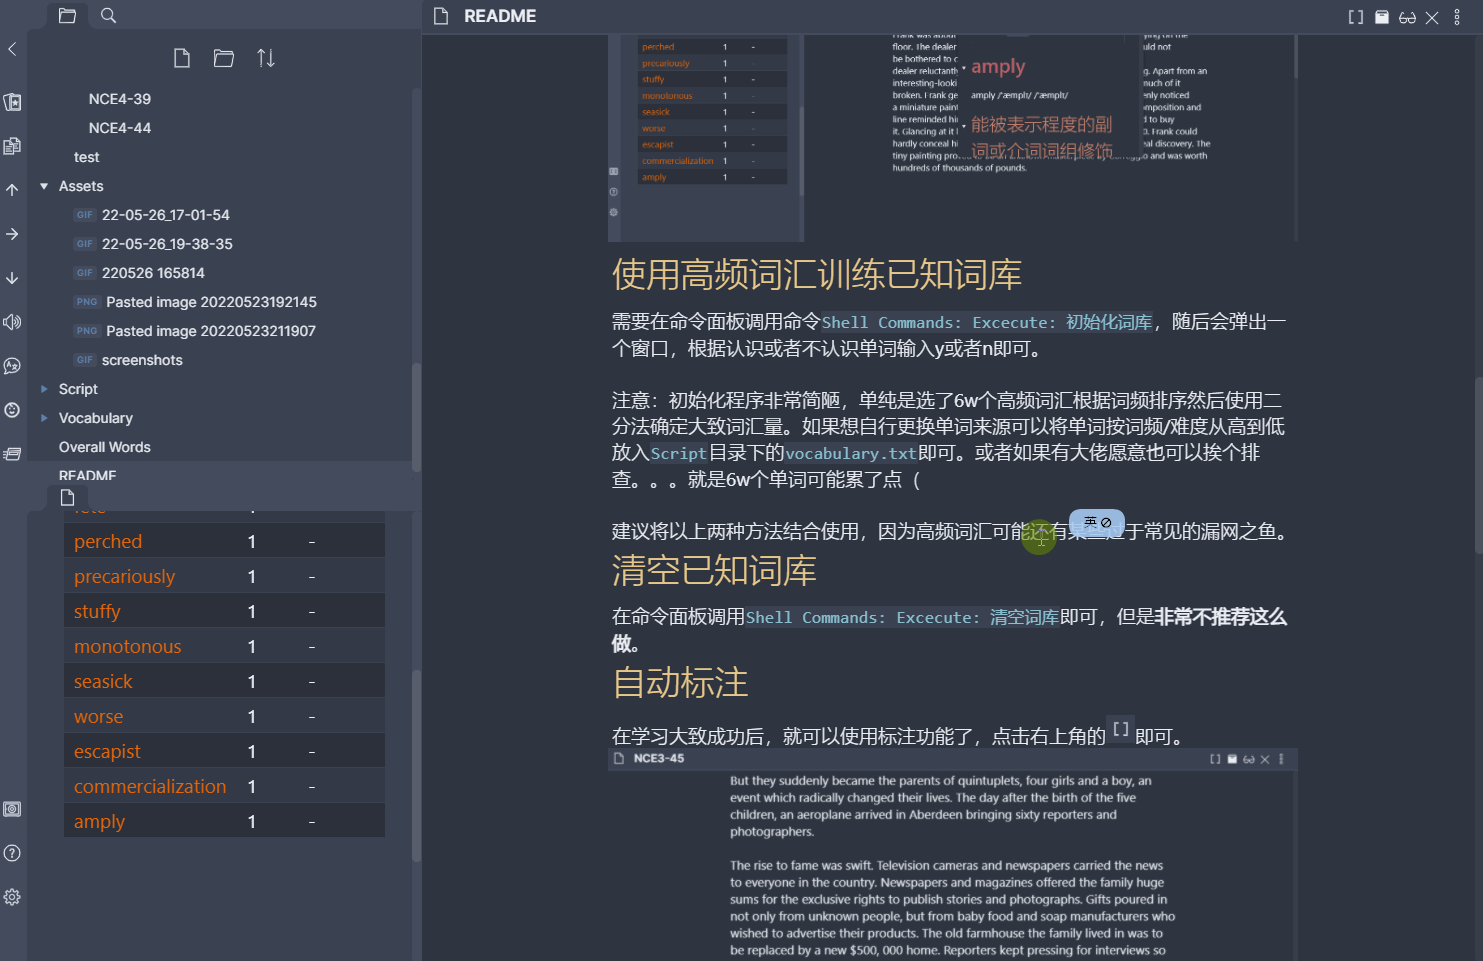 README
NCE4-39
NCE4-44
test
Assets
GIF 22-05-26_17-01-54
GIF 22-05-26_19-38-35
GIF 220526 165814
PNG Pasted image 20220523192145
PNG Pasted image 20220523211907
GIF screenshots
Script
Vocabulary
Overall Words
README
perched 1 -
precariously 1 -
stuffy 1 -
monotonous 1 -
seasick 1 -
worse 1 -
escapist 1 -
commercialization 1 -
amply 1 -
perched 1 -
precariously 1 -
stuffy 1 -
monotonous 1 -
seasick 1 -
worse 1 -
escapist 1 -
commercialization 1 -
amply 1 -
floor. The dealer
be bothered to
dealer reluctantly
g. Apart from an
much of it
broken. Frank
only noticed
a miniature
composition and
line reminded
to buy
it. Glancing at it
Frank could
hardly conceal
discovery. The
tiny painting
and was worth
hundreds of thousands of pounds.
amply
amply /'æmplɪ/ /'æmplɪ/
能被表示程度的副
词或介词词组修饰
使用高频词汇训练已知词库
需要在命令面板调用命令Shell Commands: Excecute: 初始化词库，随后会弹出一
个窗口，根据认识或者不认识单词输入y或者n即可。
注意：初始化程序非常简陋，单纯是选了6w个高频词汇根据词频排序然后使用二
分法确定大致词汇量。如果想自行更换单词来源可以将单词按词频/难度从高到低
放入Script目录下的vocabulary.txt即可。或者如果有大佬愿意也可以挨个排
查。。。就是6w个单词可能累了点（
英
建议将以上两种方法结合使用，因为高频词汇可能还有某些过于常见的漏网之鱼。
清空已知词库
在命令面板调用Shell Commands: Excecute: 清空词库即可，但是非常不推荐这么
做。
自动标注
在学习大致成功后，就可以使用标注功能了，点击右上角的[]即可。
NCE3-45
But they suddenly became the parents of quintuplets, four girls and a boy, an
event which radically changed their lives. The day after the birth of the five
children, an aeroplane arrived in Aberdeen bringing sixty reporters and
photographers.
The rise to fame was swift. Television cameras and newspapers carried the news
to everyone in the country. Newspapers and magazines offered the family huge
sums for the exclusive rights to publish stories and photographs. Gifts poured in
not only from unknown people, but from baby food and soap manufacturers who
wished to advertise their products. The old farmhouse the family lived in was to
be replaced by a new $500, 000 home. Reporters kept pressing for interviews so